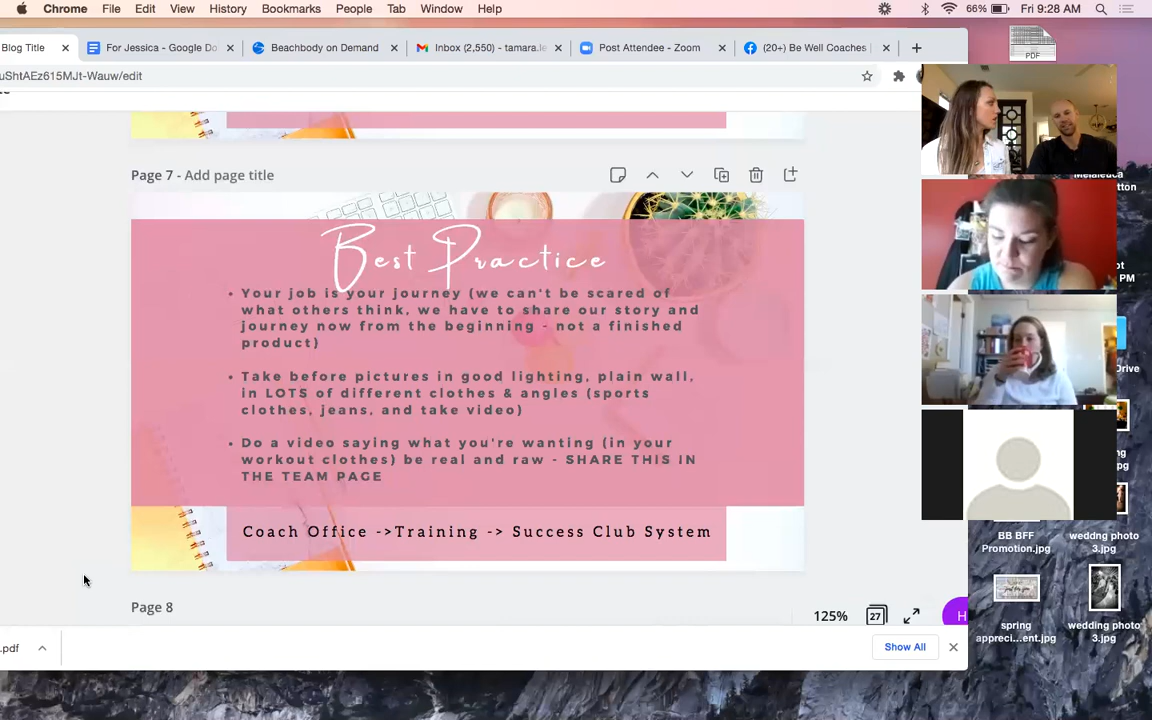 Chrome File Edit View History Bookmarks People Tab Window Help 66% Fri 9:28 AM
Blog Title For Jessica - Google Do Beachbody on Demand Inbox (2,550) - tamara.le Post Attendee - Zoom (20+) Be Well Coaches |
uShtAEz615MJt-Wauw/edit
PDF
Page 7 - Add page title
Best Practice
• Your job is your journey (we can't be scared of
what others think, we have to share our story and
journey now from the beginning - not a finished
product)
• Take before pictures in good lighting, plain wall,
in LOTS of different clothes & angles (sports
clothes, jeans, and take video)
• Do a video saying what you're wanting (in your
workout clothes) be real and raw - SHARE THIS IN
THE TEAM PAGE
Coach Office ->Training -> Success Club System
Page 8
125% 27 H
.pdf Show All
PM
BB BFF
Promotion.jpg
weddng photo
3.jpg
spring
appreci...ent.jpg
wedding photo
3.jpg